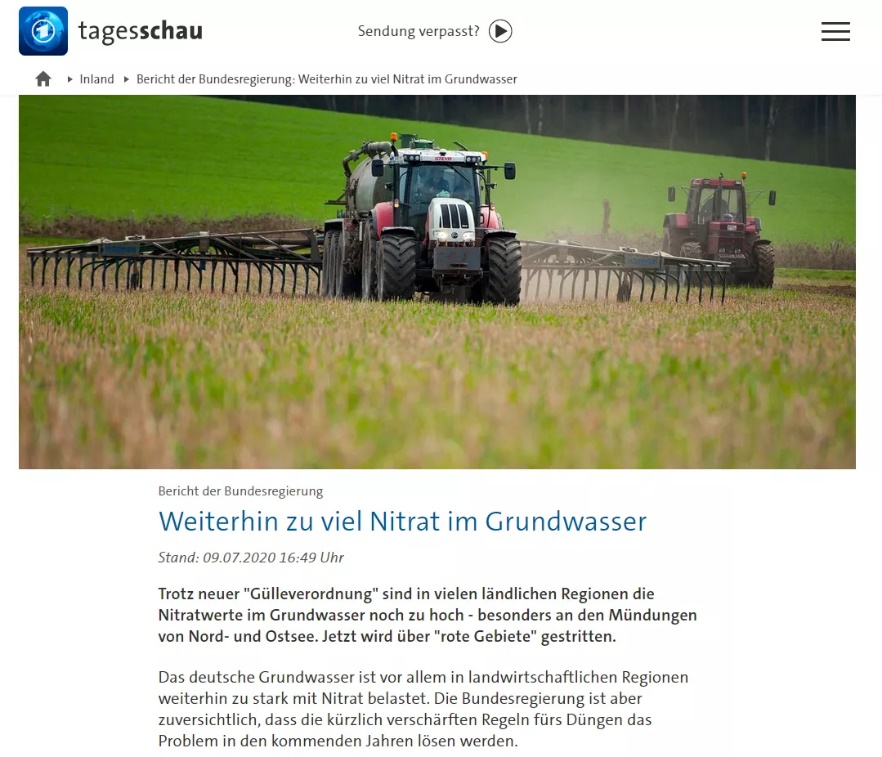 tagesschau
Sendung verpasst?
Inland Bericht der Bundesregierung: Weiterhin zu viel Nitrat im Grundwasser
Bericht der Bundesregierung
Weiterhin zu viel Nitrat im Grundwasser
Stand: 09.07.2020 16:49 Uhr
Trotz neuer "Gülleverordnung" sind in vielen ländlichen Regionen die
Nitratwerte im Grundwasser noch zu hoch - besonders an den Mündungen
von Nord- und Ostsee. Jetzt wird über "rote Gebiete" gestritten.
Das deutsche Grundwasser ist vor allem in landwirtschaftlichen Regionen
weiterhin zu stark mit Nitrat belastet. Die Bundesregierung ist aber
zuversichtlich, dass die kürzlich verschärften Regeln fürs Düngen das
Problem in den kommenden Jahren lösen werden.